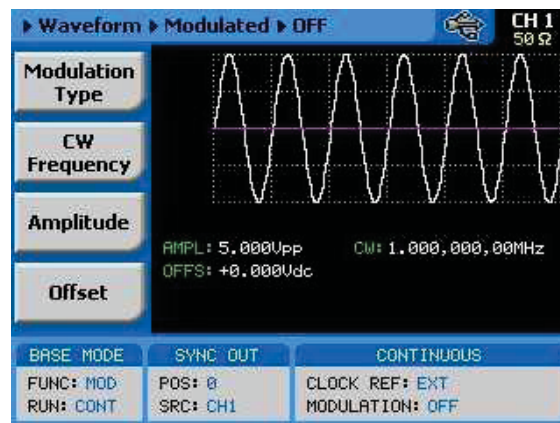 Waveform Modulated OFF
CH 1
50 Ω
Modulation
Type
CW
Frequency
Amplitude
Offset
AMPL: 5.000Vpp CW: 1.000,000,00MHz
OFFS: +0.000Vdc
BASE MODE
FUNC: MOD
RUN: CONT
SYNC OUT
POS: 0
SRC: CH1
CONTINUOUS
CLOCK REF: EXT
MODULATION: OFF